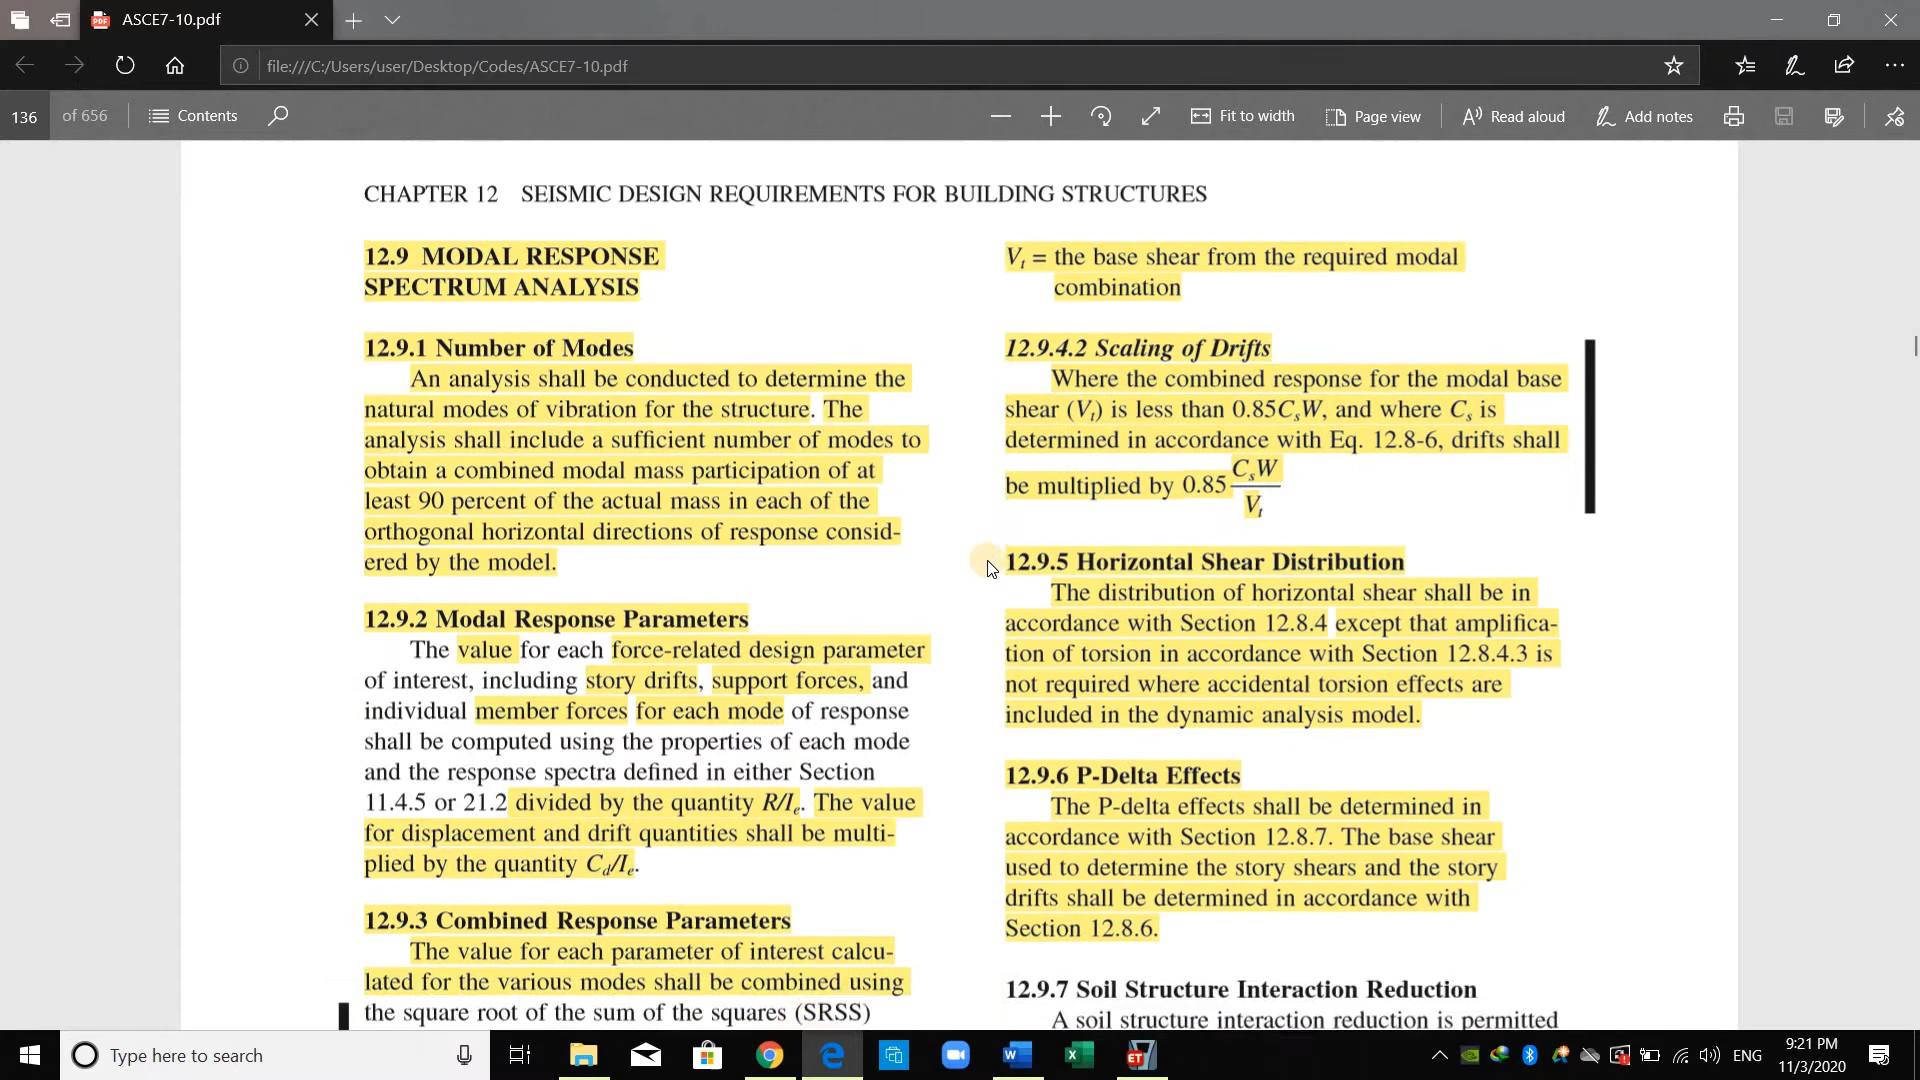 ASCE7-10.pdf
file:///C:/Users/user/Desktop/Codes/ASCE7-10.pdf
136 of 656 Contents Fit to width Page view Read aloud Add notes
CHAPTER 12 SEISMIC DESIGN REQUIREMENTS FOR BUILDING STRUCTURES
12.9 MODAL RESPONSE
SPECTRUM ANALYSIS
12.9.1 Number of Modes
An analysis shall be conducted to determine the
natural modes of vibration for the structure. The
analysis shall include a sufficient number of modes to
obtain a combined modal mass participation of at
least 90 percent of the actual mass in each of the
orthogonal horizontal directions of response consid-
ered by the model.
12.9.2 Modal Response Parameters
The value for each force-related design parameter
of interest, including story drifts, support forces, and
individual member forces for each mode of response
shall be computed using the properties of each mode
and the response spectra defined in either Section
11.4.5 or 21.2 divided by the quantity R/Ie. The value
for displacement and drift quantities shall be multi-
plied by the quantity Cd/Ie.
12.9.3 Combined Response Parameters
The value for each parameter of interest calcu-
lated for the various modes shall be combined using
the square root of the sum of the squares (SRSS)
Vt = the base shear from the required modal
combination
12.9.4.2 Scaling of Drifts
Where the combined response for the modal base
shear (Vt) is less than 0.85CsW, and where Cs is
determined in accordance with Eq. 12.8-6, drifts shall
be multiplied by 0.85 CsW/Vt
12.9.5 Horizontal Shear Distribution
The distribution of horizontal shear shall be in
accordance with Section 12.8.4 except that amplifica-
tion of torsion in accordance with Section 12.8.4.3 is
not required where accidental torsion effects are
included in the dynamic analysis model.
12.9.6 P-Delta Effects
The P-delta effects shall be determined in
accordance with Section 12.8.7. The base shear
used to determine the story shears and the story
drifts shall be determined in accordance with
Section 12.8.6.
12.9.7 Soil Structure Interaction Reduction
A soil structure interaction reduction is permitted
Type here to search
ENG
9:21 PM
11/3/2020